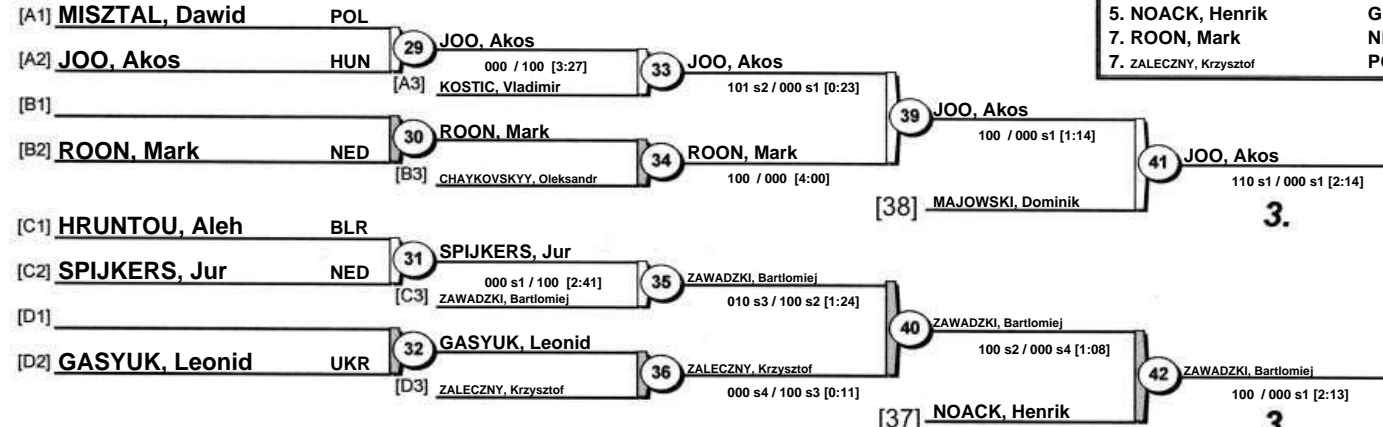 [A1] MISZTAL, Dawid POL
[A2] JOO, Akos HUN
29 JOO, Akos
000 / 100 [3:27]
[A3] KOSTIC, Vladimir
33 JOO, Akos
101 s2 / 000 s1 [0:23]
[B1]
[B2] ROON, Mark NED
30 ROON, Mark
[B3] CHAYKOVSKYY, Oleksandr
34 ROON, Mark
100 / 000 [4:00]
39 JOO, Akos
100 / 000 s1 [1:14]
[38] MAJOWSKI, Dominik
41 JOO, Akos
110 s1 / 000 s1 [2:14]
3.
[C1] HRUNTOU, Aleh BLR
[C2] SPIJKERS, Jur NED
31 SPIJKERS, Jur
000 s1 / 100 [2:41]
[C3] ZAWADZKI, Bartlomiej
35 ZAWADZKI, Bartlomiej
010 s3 / 100 s2 [1:24]
[D1]
[D2] GASYUK, Leonid UKR
32 GASYUK, Leonid
[D3] ZALECZNY, Krzysztof
36 ZALECZNY, Krzysztof
000 s4 / 100 s3 [0:11]
40 ZAWADZKI, Bartlomiej
100 s2 / 000 s4 [1:08]
[37] NOACK, Henrik
42 ZAWADZKI, Bartlomiej
100 / 000 s1 [2:13]
3
5. NOACK, Henrik G
7. ROON, Mark
7. ZALECZNY, Krzysztof